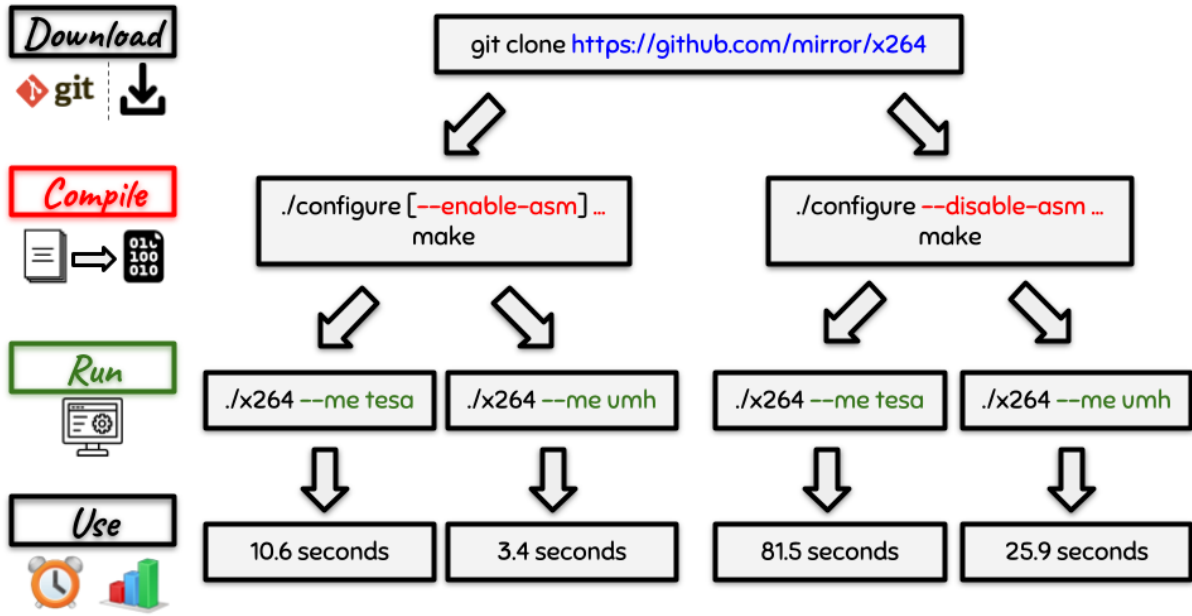 Download
git
git clone https://github.com/mirror/x264
Compile
010
100
010
./configure [--enable-asm] ...
make
./configure --disable-asm ...
make
Run
./x264 --me tesa
./x264 --me umh
./x264 --me tesa
./x264 --me umh
Use
10.6 seconds
3.4 seconds
81.5 seconds
25.9 seconds